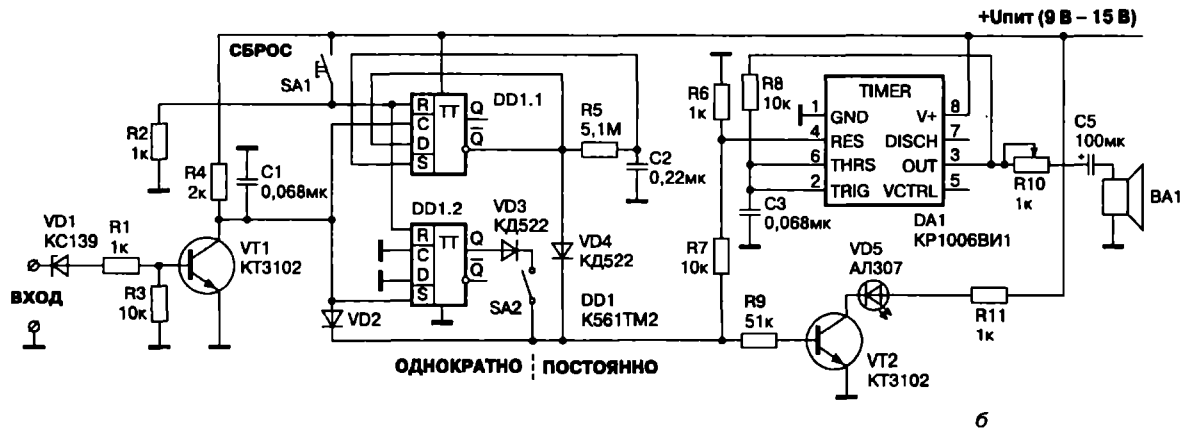 +Uпит (9 В – 15 В)
СБРОС
SA1
R2
1к
R4
2к
C1
0,068мк
VD1
КС139
R1
1к
R3
10к
VT1
КТ3102
ВХОД
DD1.1
R
C
D
S
TT
Q
Q
R5
5,1М
C2
0,22мк
DD1.2
R
C
D
S
TT
Q
Q
VD2
VD3
КД522
SA2
VD4
КД522
DD1
К561ТМ2
ОДНОКРАТНО
ПОСТОЯННО
R6
1к
R7
10к
R8
10к
C3
0,068мк
TIMER
1
GND
V+
8
4
RES
DISCH
7
6
THRS
OUT
3
2
TRIG
VCTRL
5
DA1
КР1006ВИ1
R10
1к
+
C5
100мк
BA1
R9
51к
VD5
АЛ307
R11
1к
VT2
КТ3102
б